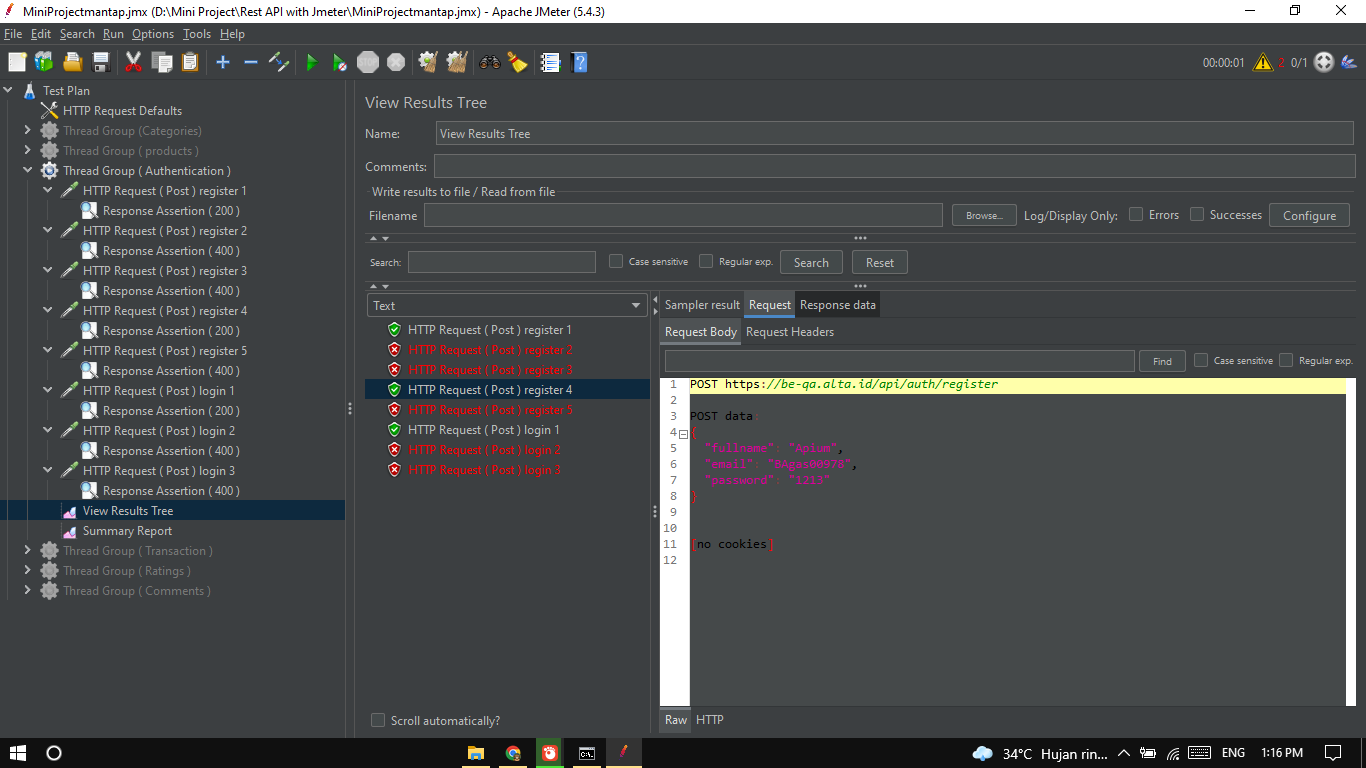 MiniProjectmantap.jmx (D:\Mini Project\Rest API with Jmeter\MiniProjectmantap.jmx) - Apache JMeter (5.4.3)
File Edit Search Run Options Tools Help
STOP
00:00:01 2 0/1
Test Plan
HTTP Request Defaults
Thread Group (Categories)
Thread Group ( products )
Thread Group ( Authentication )
HTTP Request ( Post ) register 1
Response Assertion ( 200 )
HTTP Request ( Post ) register 2
Response Assertion ( 400 )
HTTP Request ( Post ) register 3
Response Assertion ( 400 )
HTTP Request ( Post ) register 4
Response Assertion ( 200 )
HTTP Request ( Post ) register 5
Response Assertion ( 400 )
HTTP Request ( Post ) login 1
Response Assertion ( 200 )
HTTP Request ( Post ) login 2
Response Assertion ( 400 )
HTTP Request ( Post ) login 3
Response Assertion ( 400 )
View Results Tree
Summary Report
Thread Group ( Transaction )
Thread Group ( Ratings )
Thread Group ( Comments )
View Results Tree
Name: View Results Tree
Comments:
Write results to file / Read from file
Filename Browse... Log/Display Only: Errors Successes Configure
Search: Case sensitive Regular exp. Search Reset
Text
HTTP Request ( Post ) register 1
HTTP Request ( Post ) register 2
HTTP Request ( Post ) register 3
HTTP Request ( Post ) register 4
HTTP Request ( Post ) register 5
HTTP Request ( Post ) login 1
HTTP Request ( Post ) login 2
HTTP Request ( Post ) login 3
Scroll automatically?
Sampler result Request Response data
Request Body Request Headers
Find Case sensitive Regular exp.
1 POST https://be-qa.alta.id/api/auth/register
2
3 POST data
4 {
5 "fullname": "Apium",
6 "email": "BAgas00978",
7 "password": "1213"
8 }
9
10
11 [no cookies]
12
Raw HTTP
34°C Hujan rin... ENG 1:16 PM